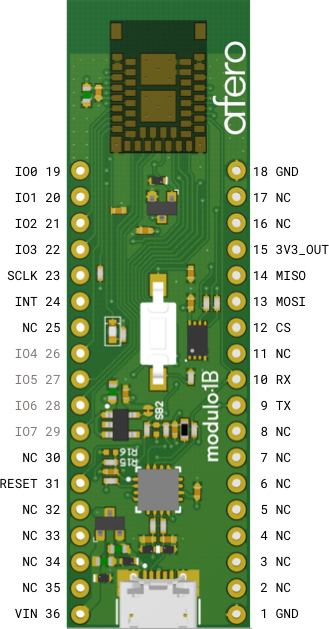 affero
IO0 19
18 GND
IO1 20
17 NC
IO2 21
16 NC
IO3 22
15 3V3_OUT
SCLK 23
14 MISO
INT 24
13 MOSI
NC 25
12 CS
IO4 26
11 NC
IO5 27
10 RX
IO6 28
9 TX
IO7 29
8 NC
SB2
modulo·1B
NC 30
7 NC
R16
R15
RESET 31
6 NC
NC 32
5 NC
NC 33
4 NC
NC 34
3 NC
NC 35
2 NC
VIN 36
1 GND